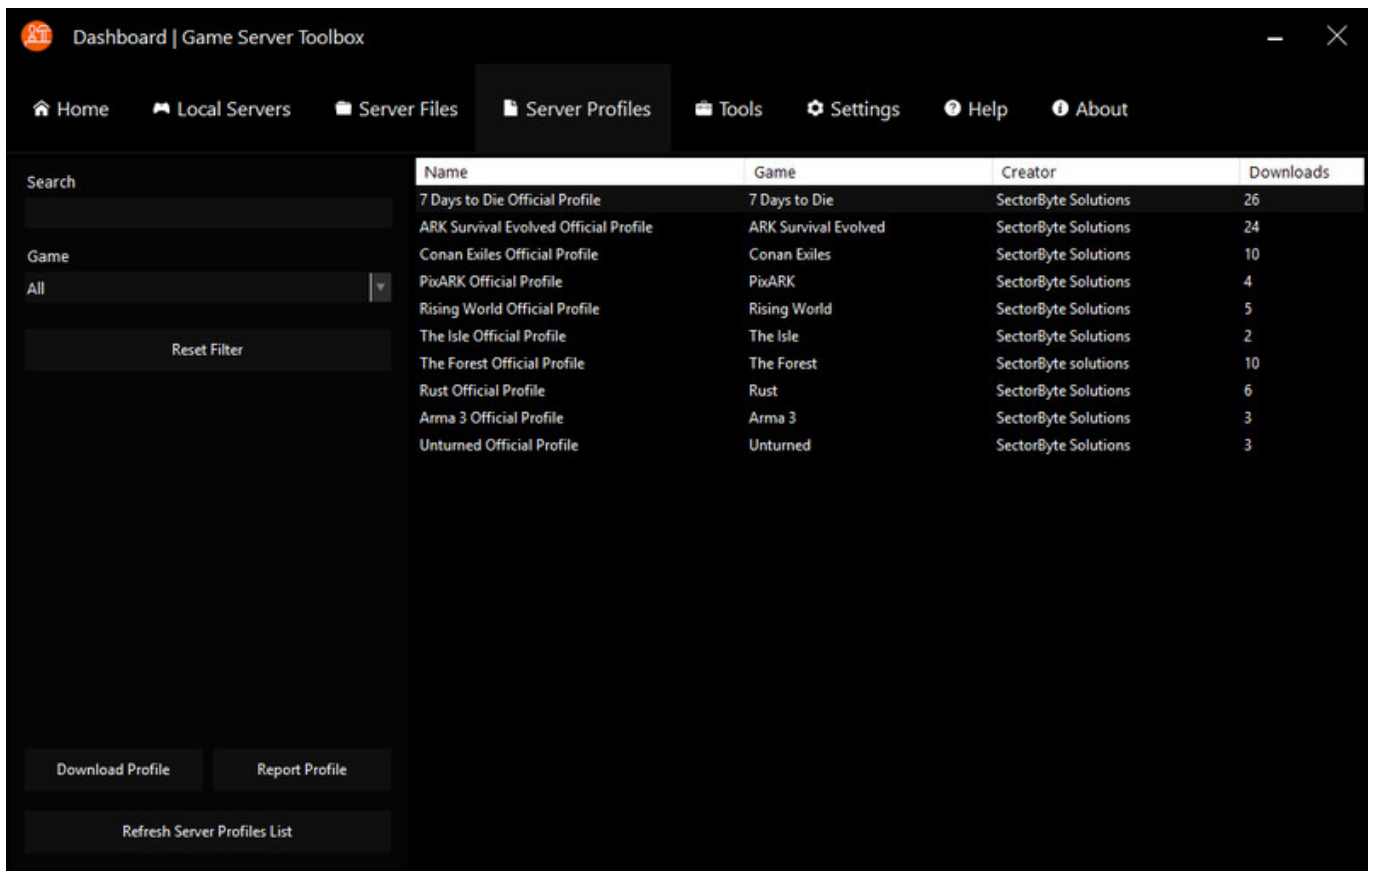 Dashboard | Game Server Toolbox
Home Local Servers Server Files Server Profiles Tools Settings Help About
Search
Game
All
Reset Filter
Download Profile Report Profile
Refresh Server Profiles List
Name Game Creator Downloads
7 Days to Die Official Profile 7 Days to Die SectorByte Solutions 26
ARK Survival Evolved Official Profile ARK Survival Evolved SectorByte Solutions 24
Conan Exiles Official Profile Conan Exiles SectorByte Solutions 10
PixARK Official Profile PixARK SectorByte Solutions 4
Rising World Official Profile Rising World SectorByte Solutions 5
The Isle Official Profile The Isle SectorByte Solutions 2
The Forest Official Profile The Forest SectorByte solutions 10
Rust Official Profile Rust SectorByte Solutions 6
Arma 3 Official Profile Arma 3 SectorByte Solutions 3
Unturned Official Profile Unturned SectorByte Solutions 3